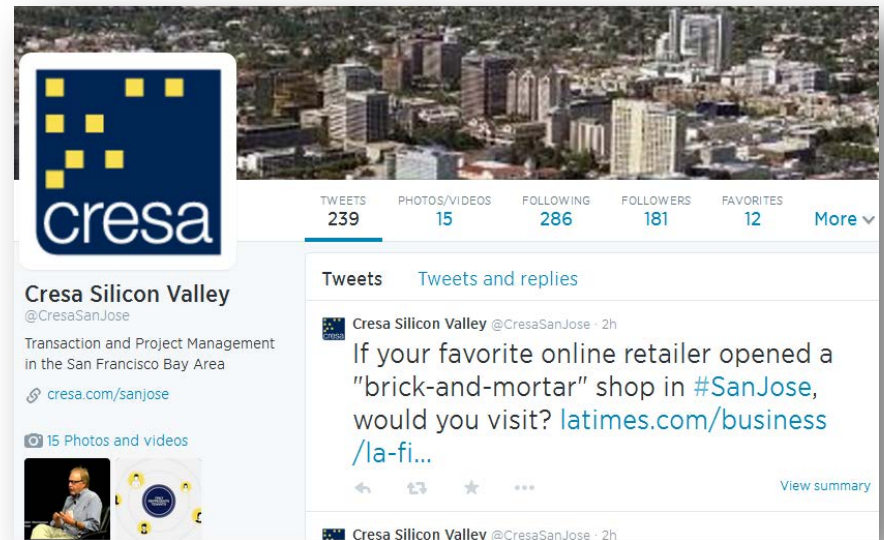 cresa
TWEETS PHOTOS/VIDEOS FOLLOWING FOLLOWERS FAVORITES
239 15 286 181 12 More
Cresa Silicon Valley
@CresaSanJose
Transaction and Project Management
in the San Francisco Bay Area
cresa.com/sanjose
15 Photos and videos
Tweets Tweets and replies
cresa
Cresa Silicon Valley @CresaSanJose · 2h
If your favorite online retailer opened a
"brick-and-mortar" shop in #SanJose,
would you visit? latimes.com/business
/la-fi...
View summary
Cresa Silicon Valley @CresaSanJose · 2h